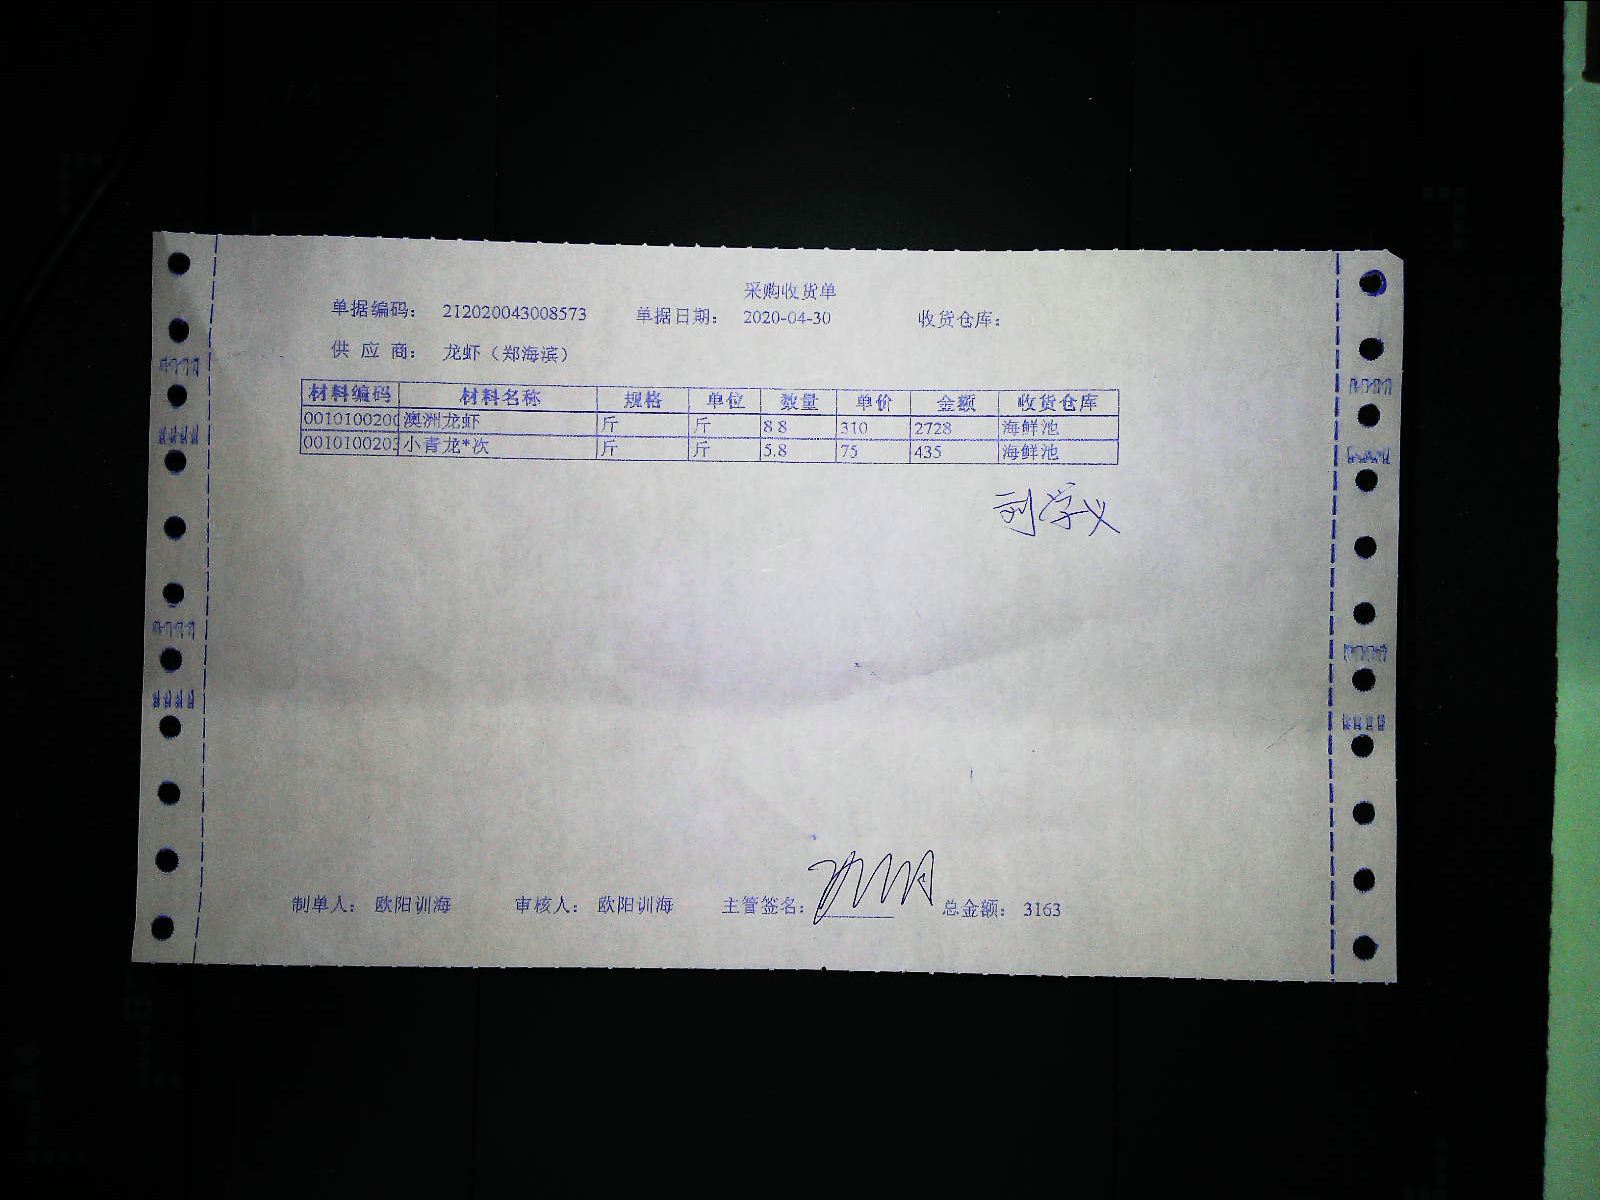 采购收货单
单据编码： 212020043008573 单据日期： 2020-04-30 收货仓库：
供 应 商： 龙虾（郑海滨）
材料编码 材料名称 规格 单位 数量 单价 金额 收货仓库
0010100200 澳洲龙虾 斤 斤 8.8 310 2728 海鲜池
0010100203 小青龙*次 斤 斤 5.8 75 435 海鲜池
刘学义
制单人： 欧阳训海 审核人： 欧阳训海 主管签名： 总金额： 3163